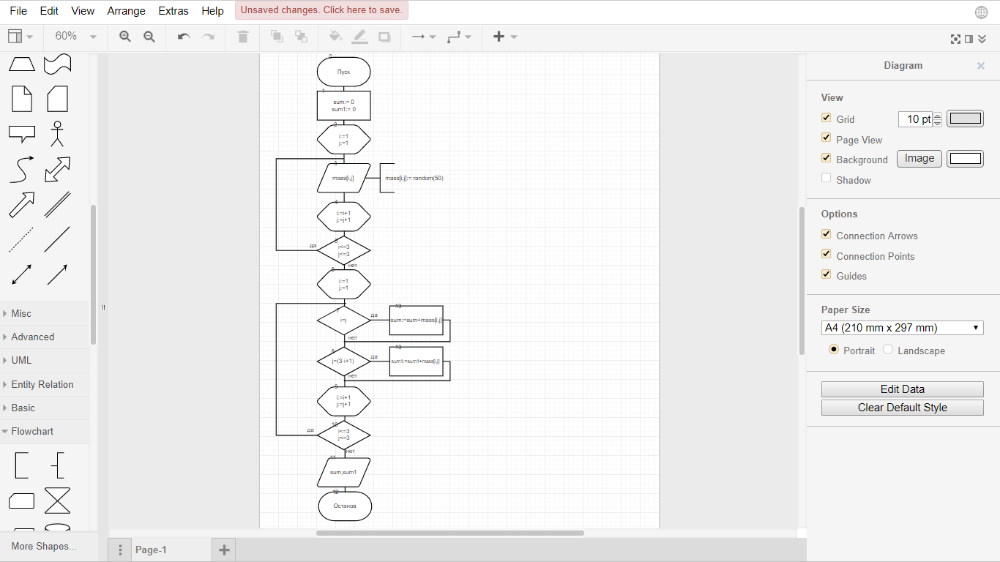 File Edit View Arrange Extras Help Unsaved changes. Click here to save.
60%
0
Пуск
1
sum:= 0
sum1:= 0
2
i:=1
j:=1
3
mass[i,j]
mass[i,j]:= random(50)
4
i:=i+1
j:=j+1
5
i<=3
j<=3
да
нет
6
i:=1
j:=1
7
i=j
да
нет
13
sum:=sum+mass[i,j]
8
j=(3-i+1)
да
нет
13
sum1:=sum1+mass[i,j]
9
i:=i+1
j:=j+1
10
i<=3
j<=3
да
нет
11
sum,sum1
12
Останов
Misc
Advanced
UML
Entity Relation
Basic
Flowchart
More Shapes...
Page-1
Diagram
View
Grid 10 pt
Page View
Background Image
Shadow
Options
Connection Arrows
Connection Points
Guides
Paper Size
A4 (210 mm x 297 mm)
Portrait Landscape
Edit Data
Clear Default Style